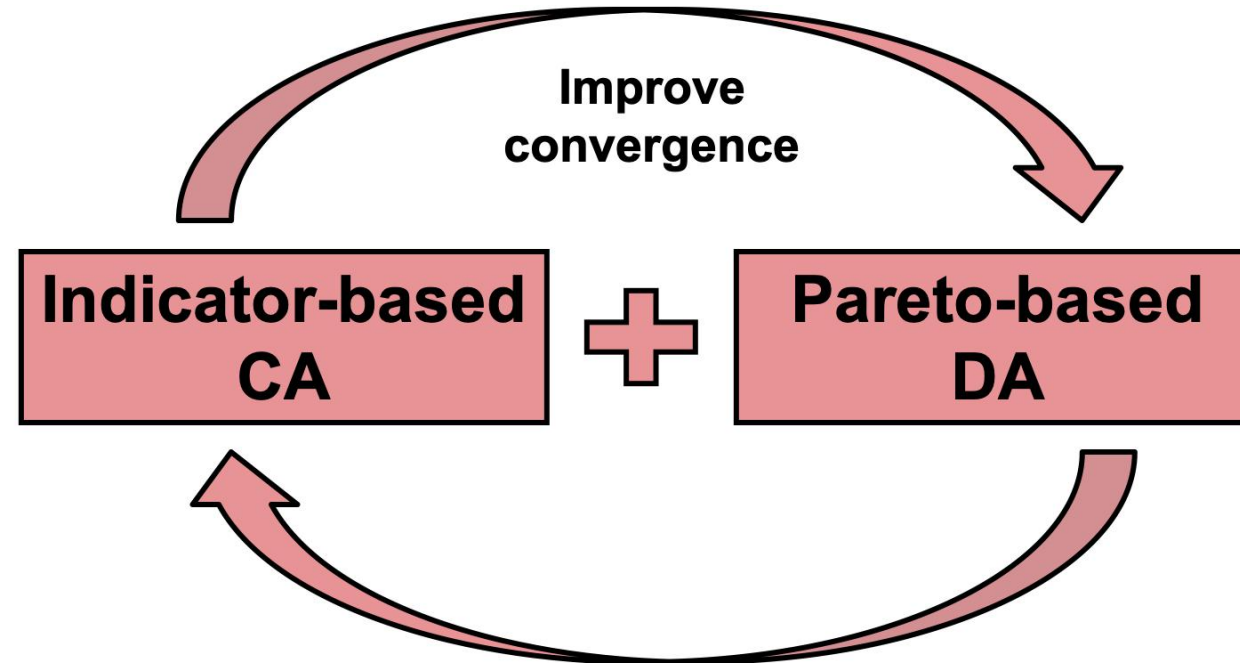 Improve
convergence
Indicator-based
CA
Pareto-based
DA